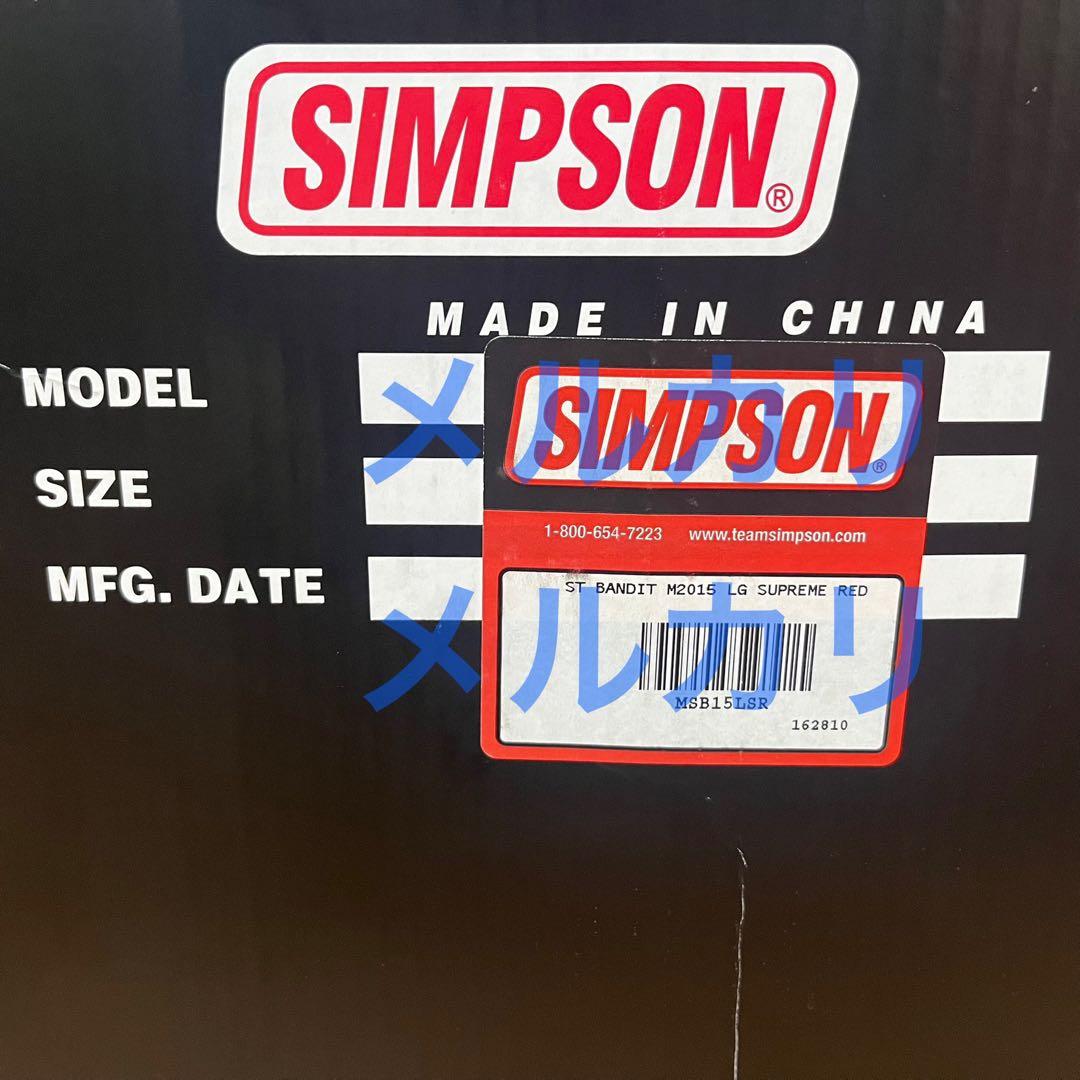 SIMPSON®
MADE IN CHINA
MODEL
SIZE
MFG. DATE
メルカリ
SIMPSON®
1-800-654-7223 www.teamsimpson.com
ST BANDIT M2015 LG SUPREME RED
メルカリ
MSB15LSR
162810